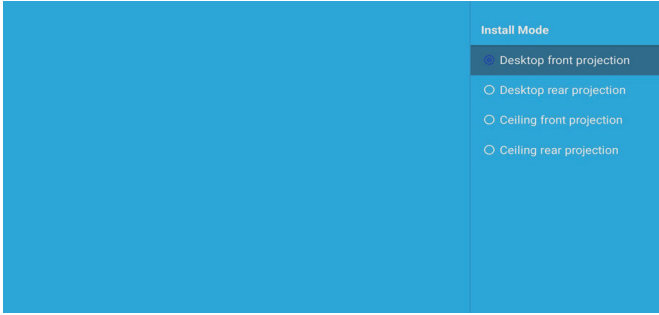 Install Mode
Desktop front projection
Desktop rear projection
Ceiling front projection
Ceiling rear projection